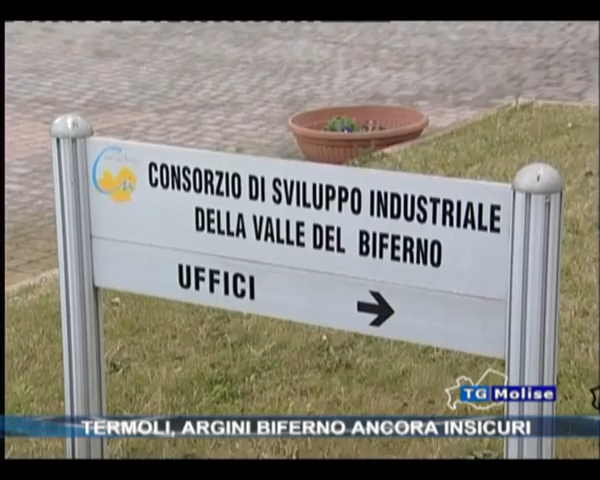 CONSORZIO DI SVILUPPO INDUSTRIALE
DELLA VALLE DEL BIFERNO
UFFICI
TG Molise
TERMOLI, ARGINI BIFERNO ANCORA INSICURI